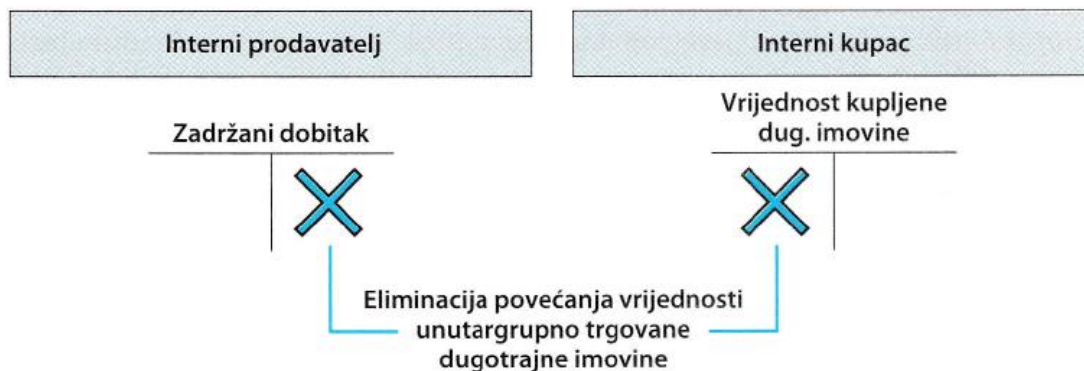 Interni prodavatelj
Interni kupac
Zadržani dobitak
Vrijednost kupljene
dug. imovine
Eliminacija povećanja vrijednosti
unutargrupno trgovane
dugotrajne imovine